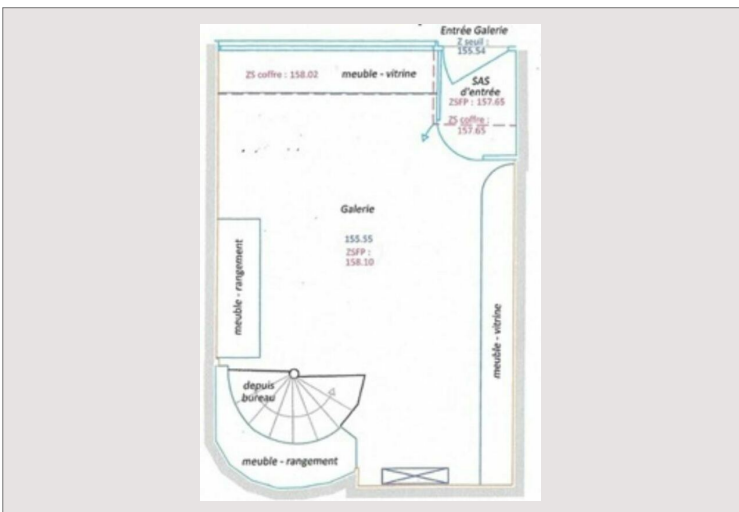 Entrée Galerie
Z seuil :
155.54
ZS coffre : 158.02
meuble - vitrine
SAS
d'entrée
ZSFP : 157.65
ZS coffre :
157.65
Galerie
155.55
ZSFP :
158.10
meuble - rangement
meuble - vitrine
depuis
bureau
meuble - rangement